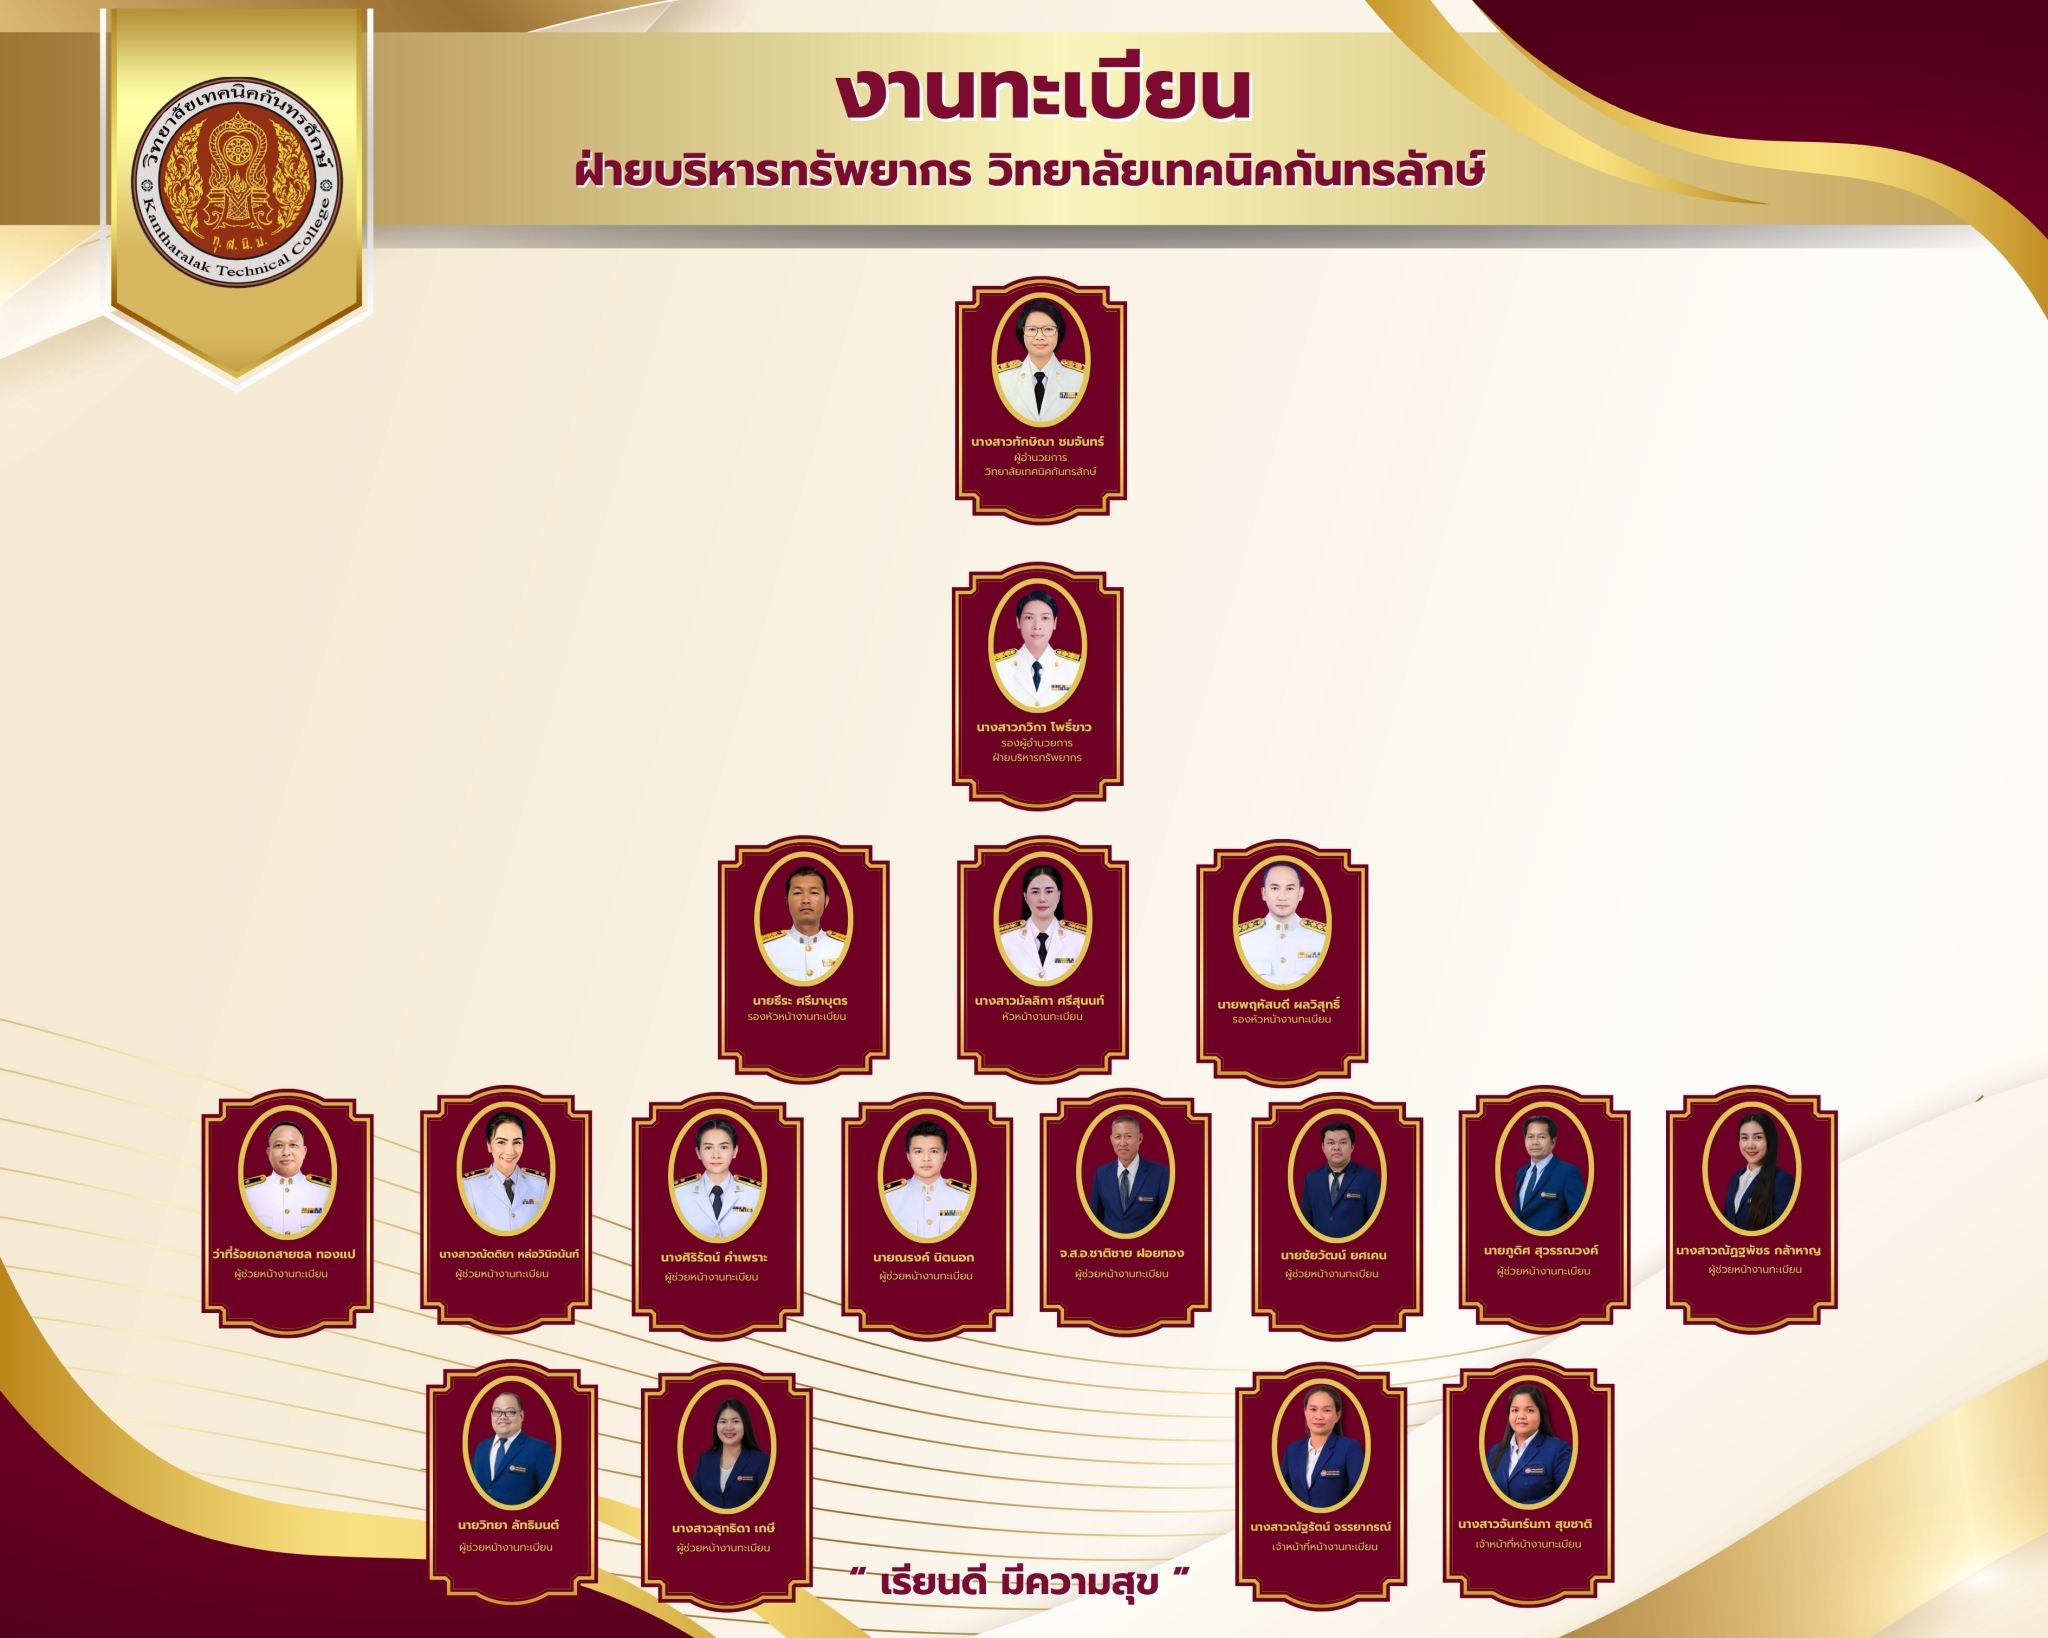 งานทะเบียน
ฝ่ายบริหารทรัพยากร วิทยาลัยเทคนิคกันทรลักษ์
วิทยาลัยเทคนิคกันทรลักษ์
ทุ. ส. นิ. ม.
Kantharalak Technical College
นางสาวทักษิณา ชมจันทร์
ผู้อำนวยการ
วิทยาลัยเทคนิคกันทรลักษ์
นางสาวภวิกา โพธิ์ขาว
รองผู้อำนวยการ
ฝ่ายบริหารทรัพยากร
นายธีระ ศรีมาบุตร
รองหัวหน้างานทะเบียน
นางสาวมัลลิกา ศรีสุนนท์
หัวหน้างานทะเบียน
นายพฤหัสบดี ผลวิสุทธิ์
รองหัวหน้างานทะเบียน
ว่าที่ร้อยเอกสายชล ทองแป
ผู้ช่วยหน้างานทะเบียน
นางสาวณัตติยา หล่อวินิจนันท์
ผู้ช่วยหน้างานทะเบียน
นางศิริรัตน์ คำเพราะ
ผู้ช่วยหน้างานทะเบียน
นายณรงค์ นิตนอก
ผู้ช่วยหน้างานทะเบียน
จ.ส.อ.ชาติชาย ฝอยทอง
ผู้ช่วยหน้างานทะเบียน
นายชัยวัฒน์ ยศเคน
ผู้ช่วยหน้างานทะเบียน
นายภูดิศ สุวรรณวงค์
ผู้ช่วยหน้างานทะเบียน
นางสาวณัฏฐพัชร กล้าหาญ
ผู้ช่วยหน้างานทะเบียน
นายวิทยา ลัทธิมนต์
ผู้ช่วยหน้างานทะเบียน
นางสาวสุทธิดา เกษี
ผู้ช่วยหน้างานทะเบียน
นางสาวณัฐรัตน์ จรรยากรณ์
เจ้าหน้าที่หน้างานทะเบียน
นางสาวจันทร์นภา สุขชาติ
เจ้าหน้าที่หน้างานทะเบียน
“ เรียนดี มีความสุข ”